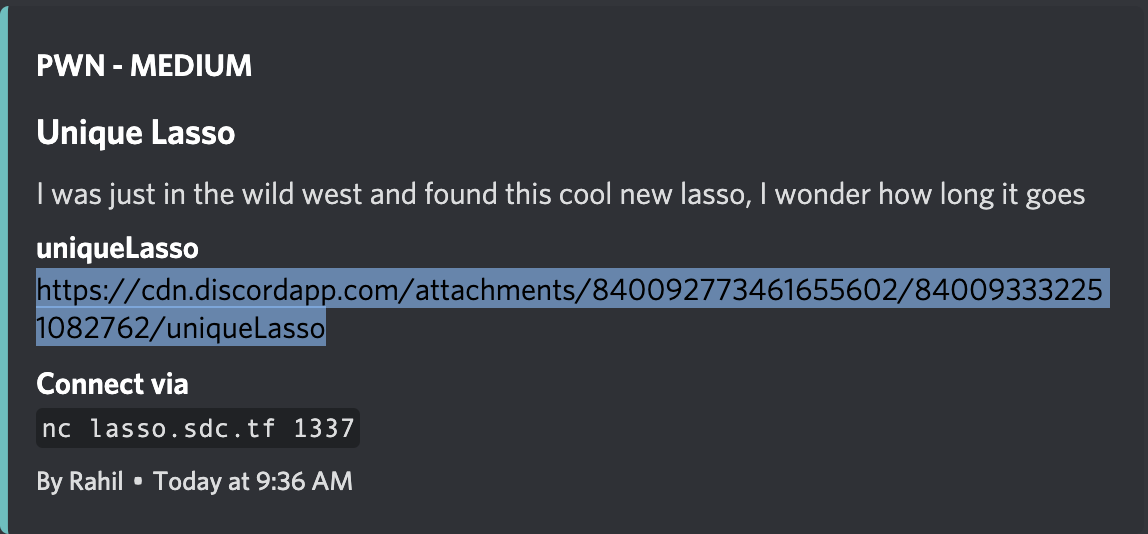 PWN - MEDIUM
Unique Lasso
I was just in the wild west and found this cool new lasso, I wonder how long it goes
uniqueLasso
https://cdn.discordapp.com/attachments/840092773461655602/84009333225
1082762/uniqueLasso
Connect via
nc lasso.sdc.tf 1337
By Rahil • Today at 9:36 AM